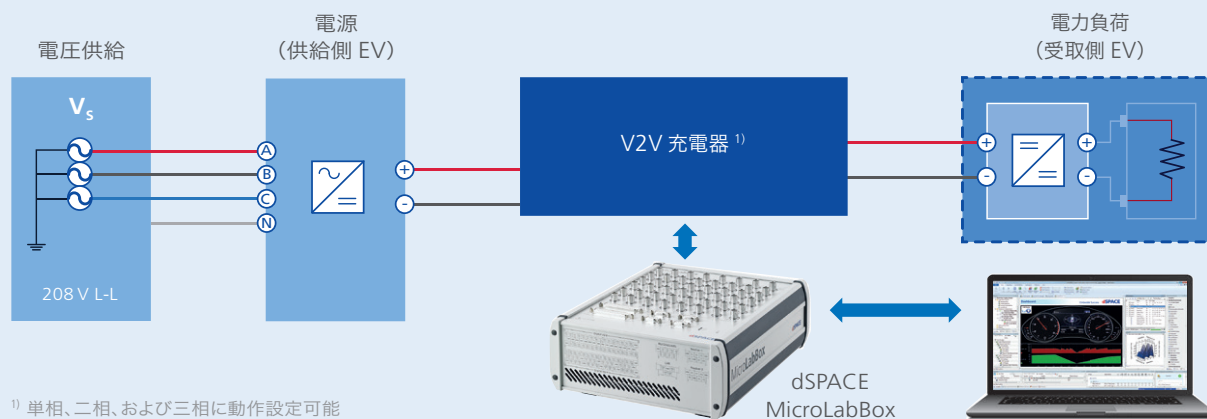 電圧供給
電源
（供給側 EV）
電力負荷
（受取側 EV）
Vs
A
B
C
N
208 V L-L
+
-
V2V 充電器 1)
+
-
+
-
MicroLabBox
dSPACE
dSPACE
MicroLabBox
1) 単相、二相、および三相に動作設定可能